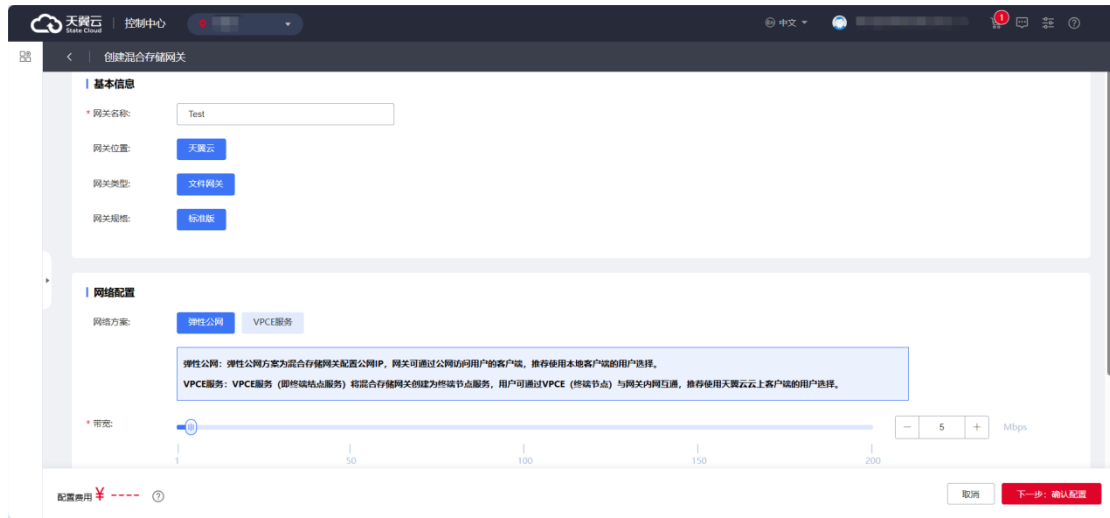 天翼云 | 控制中心
State Cloud
中文
1
创建混合存储网关
基本信息
* 网关名称: Test
网关位置: 天翼云
网关类型: 文件网关
网关规格: 标准版
网络配置
网络方案: 弹性公网 VPCE服务
弹性公网：弹性公网方案为混合存储网关配置公网IP，网关可通过公网访问用户的客户端，推荐使用本地客户端的用户选择。
VPCE服务：VPCE服务（即终端结点服务）将混合存储网关创建为终端节点服务，用户可通过VPCE（终端节点）与网关内网互通，推荐使用天翼云云上客户端的用户选择。
* 带宽: − 5 + Mbps
1 50 100 150 200
配置费用 ¥ ---- ? 取消 下一步：确认配置